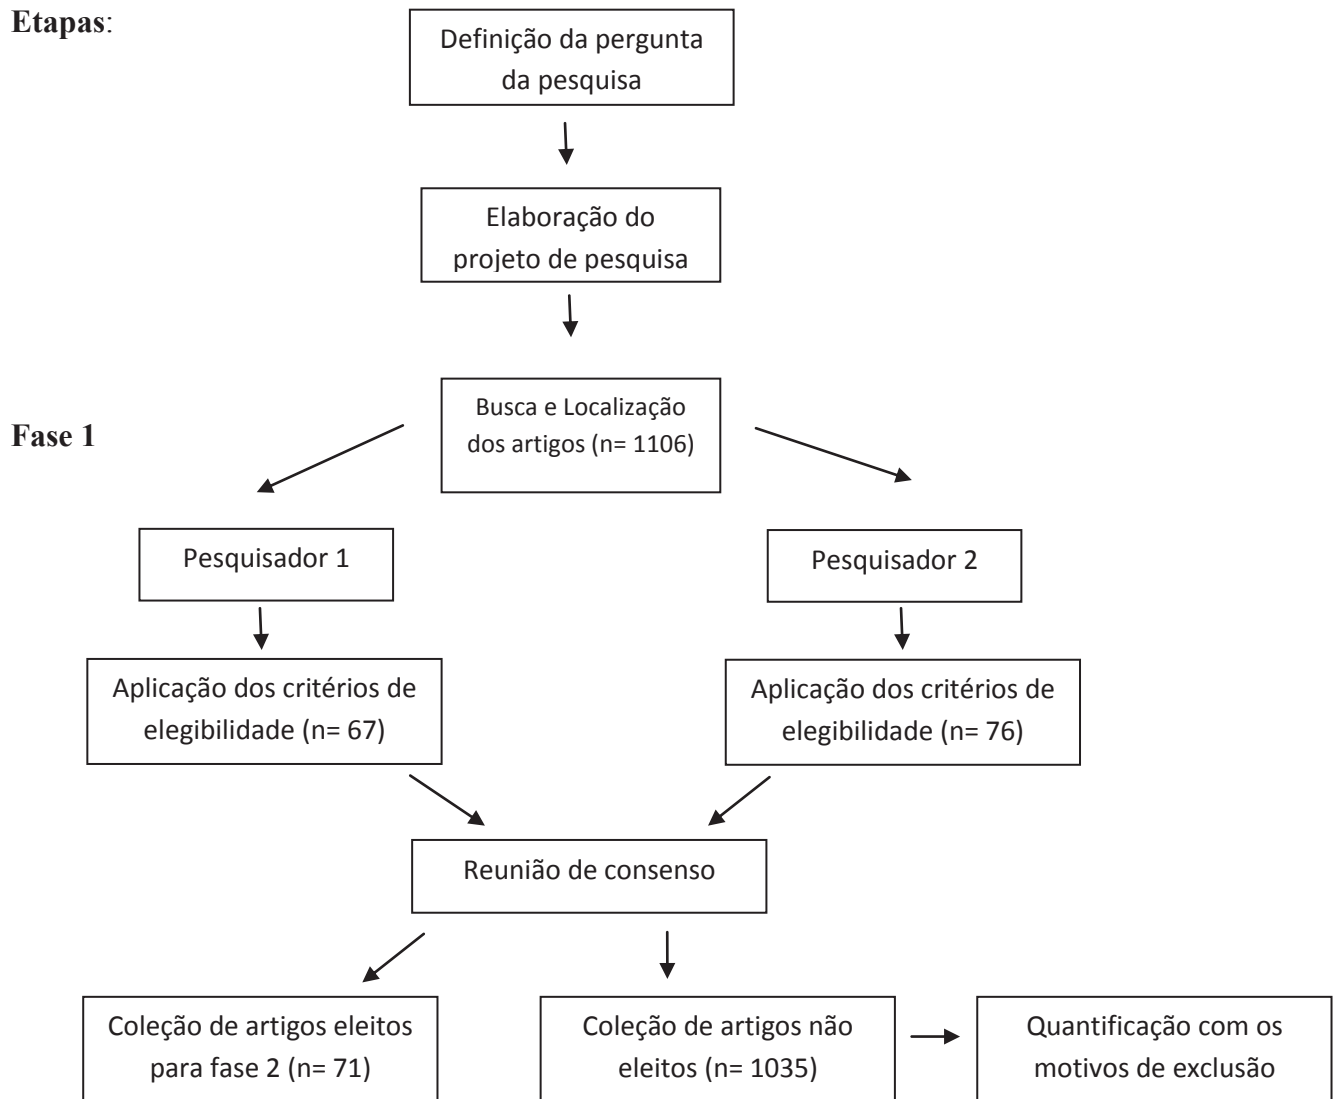 Etapas:
Definição da pergunta
da pesquisa
Elaboração do
projeto de pesquisa
Fase 1
Busca e Localização
dos artigos (n= 1106)
Pesquisador 1
Pesquisador 2
Aplicação dos critérios de
elegibilidade (n= 67)
Aplicação dos critérios de
elegibilidade (n= 76)
Reunião de consenso
Coleção de artigos eleitos
para fase 2 (n= 71)
Coleção de artigos não
eleitos (n= 1035)
Quantificação com os
motivos de exclusão